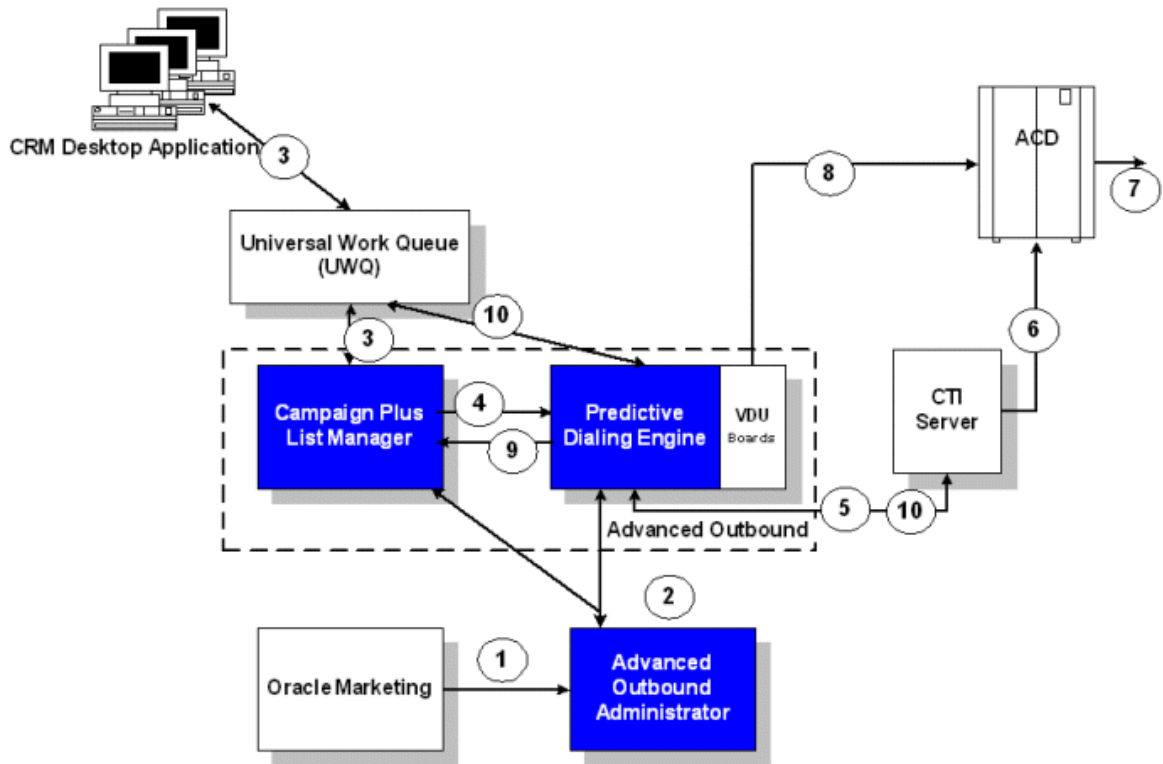 CRM Desktop Application
3
8
ACD
7
Universal Work Queue
(UWQ)
10
3
6
Campaign Plus
List Manager
4
9
Predictive
Dialing Engine
VDU
Boards
CTI
Server
5
10
Advanced Outbound
2
Oracle Marketing
1
Advanced
Outbound
Administrator